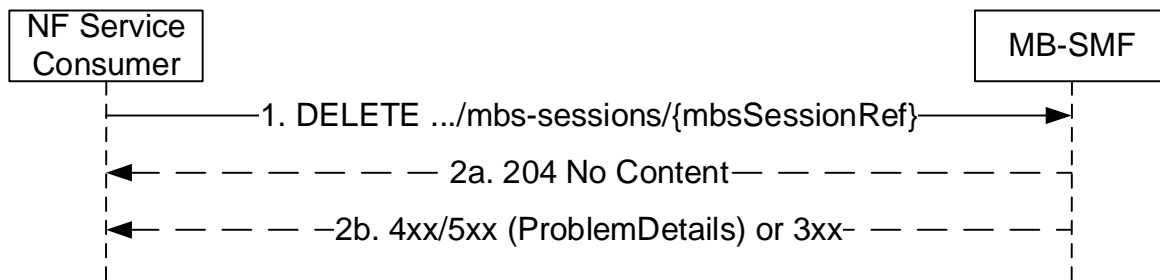 NF Service
Consumer
MB-SMF
1. DELETE .../mbs-sessions/{mbsSessionRef}
2a. 204 No Content
2b. 4xx/5xx (ProblemDetails) or 3xx